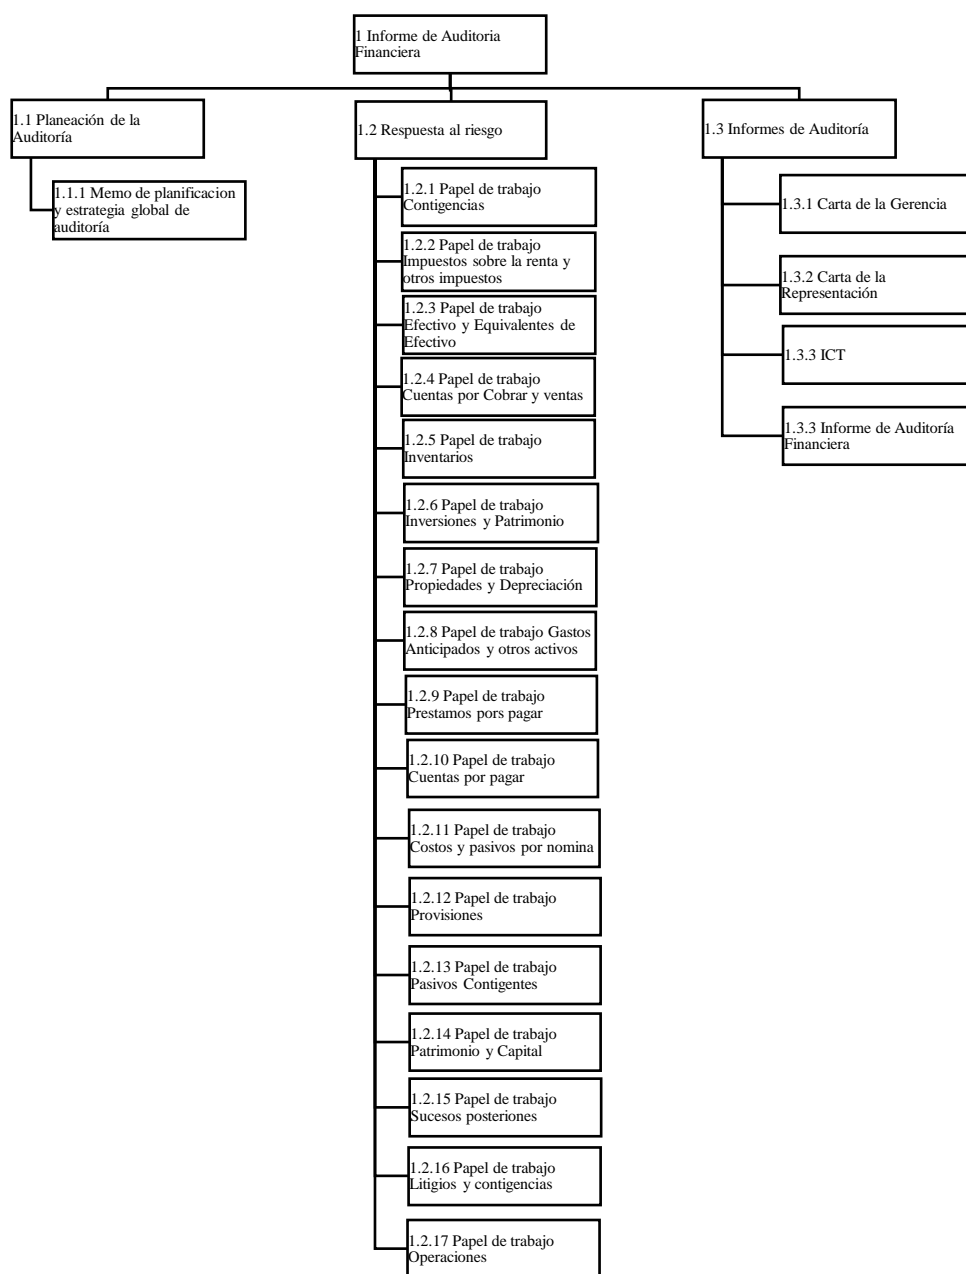 1 Informe de Auditoria
Financiera
1.1 Planeación de la
Auditoría
1.1.1 Memo de planificacion
y estrategia global de
auditoría
1.2 Respuesta al riesgo
1.2.1 Papel de trabajo
Contigencias
1.2.2 Papel de trabajo
Impuestos sobre la renta y
otros impuestos
1.2.3 Papel de trabajo
Efectivo y Equivalentes de
Efectivo
1.2.4 Papel de trabajo
Cuentas por Cobrar y ventas
1.2.5 Papel de trabajo
Inventarios
1.2.6 Papel de trabajo
Inversiones y Patrimonio
1.2.7 Papel de trabajo
Propiedades y Depreciación
1.2.8 Papel de trabajo Gastos
Anticipados y otros activos
1.2.9 Papel de trabajo
Prestamos pors pagar
1.2.10 Papel de trabajo
Cuentas por pagar
1.2.11 Papel de trabajo
Costos y pasivos por nomina
1.2.12 Papel de trabajo
Provisiones
1.2.13 Papel de trabajo
Pasivos Contigentes
1.2.14 Papel de trabajo
Patrimonio y Capital
1.2.15 Papel de trabajo
Sucesos posteriones
1.2.16 Papel de trabajo
Litigios y contigencias
1.2.17 Papel de trabajo
Operaciones
1.3 Informes de Auditoría
1.3.1 Carta de la Gerencia
1.3.2 Carta de la
Representación
1.3.3 ICT
1.3.3 Informe de Auditoría
Financiera